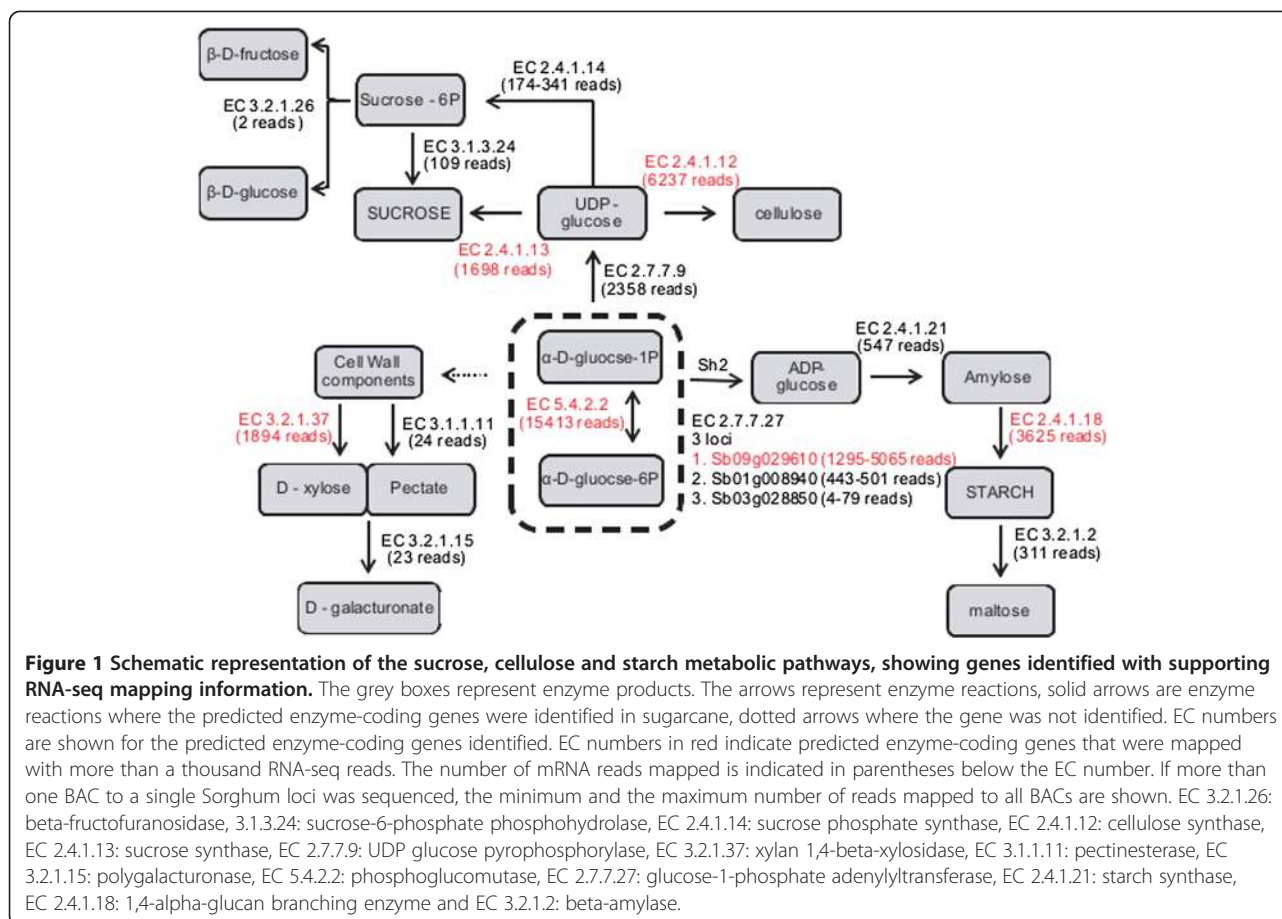 β-D-fructose
EC 3.2.1.26
(2 reads )
β-D-glucose
Sucrose - 6P
EC 2.4.1.14
(174-341 reads)
EC 3.1.3.24
(109 reads)
SUCROSE
EC 2.4.1.13
(1698 reads)
UDP-
glucose
EC 2.4.1.12
(6237 reads)
cellulose
EC 2.7.7.9
(2358 reads)
Cell Wall
components
EC 3.2.1.37
(1894 reads)
EC 3.1.1.11
(24 reads)
D - xylose
Pectate
EC 3.2.1.15
(23 reads)
D - galacturonate
α-D-gluocse-1P
EC 5.4.2.2
(15413 reads)
α-D-gluocse-6P
Sh2
EC 2.7.7.27
3 loci
1. Sb09g029610 (1295-5065 reads)
2. Sb01g008940 (443-501 reads)
3. Sb03g028850 (4-79 reads)
ADP-
glucose
EC 2.4.1.21
(547 reads)
Amylose
EC 2.4.1.18
(3625 reads)
STARCH
EC 3.2.1.2
(311 reads)
maltose
Figure 1 Schematic representation of the sucrose, cellulose and starch metabolic pathways, showing genes identified with supporting
RNA-seq mapping information. The grey boxes represent enzyme products. The arrows represent enzyme reactions, solid arrows are enzyme
reactions where the predicted enzyme-coding genes were identified in sugarcane, dotted arrows where the gene was not identified. EC numbers
are shown for the predicted enzyme-coding genes identified. EC numbers in red indicate predicted enzyme-coding genes that were mapped
with more than a thousand RNA-seq reads. The number of mRNA reads mapped is indicated in parentheses below the EC number. If more than
one BAC to a single Sorghum loci was sequenced, the minimum and the maximum number of reads mapped to all BACs are shown. EC 3.2.1.26:
beta-fructofuranosidase, 3.1.3.24: sucrose-6-phosphate phosphohydrolase, EC 2.4.1.14: sucrose phosphate synthase, EC 2.4.1.12: cellulose synthase,
EC 2.4.1.13: sucrose synthase, EC 2.7.7.9: UDP glucose pyrophosphorylase, EC 3.2.1.37: xylan 1,4-beta-xylosidase, EC 3.1.1.11: pectinesterase, EC
3.2.1.15: polygalacturonase, EC 5.4.2.2: phosphoglucomutase, EC 2.7.7.27: glucose-1-phosphate adenylyltransferase, EC 2.4.1.21: starch synthase,
EC 2.4.1.18: 1,4-alpha-glucan branching enzyme and EC 3.2.1.2: beta-amylase.